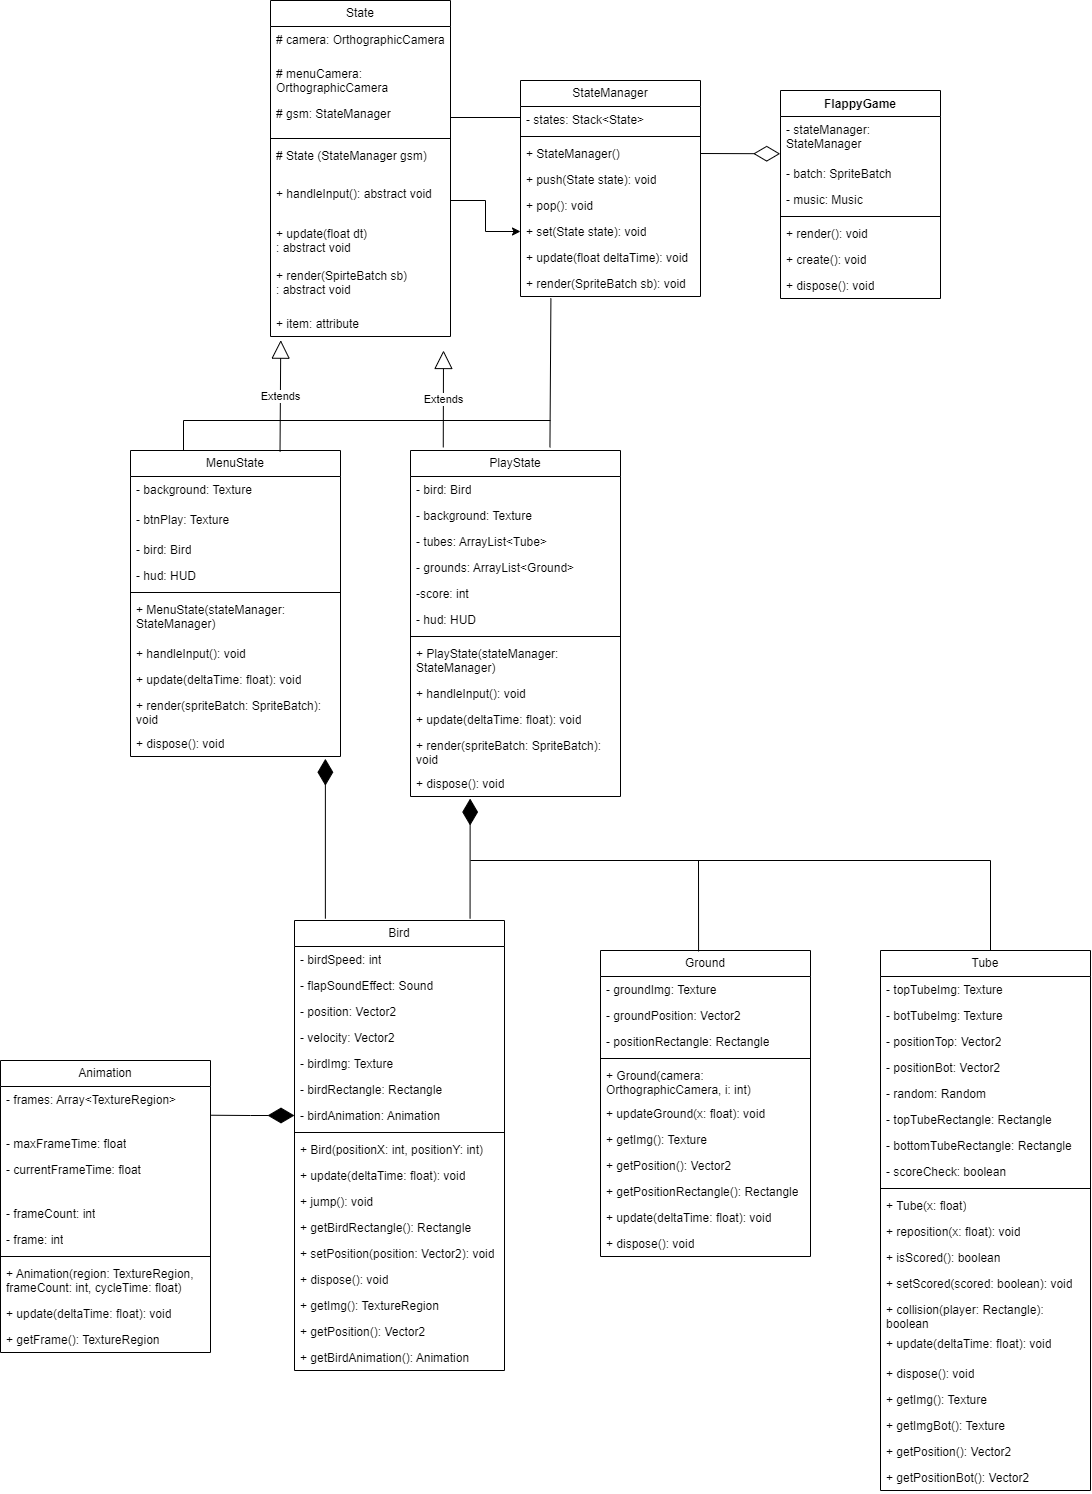 State
# camera: OrthographicCamera
# menuCamera:
OrthographicCamera
# gsm: StateManager
# State (StateManager gsm)
+ handleInput(): abstract void
+ update(float dt)
: abstract void
+ render(SpirteBatch sb)
: abstract void
+ item: attribute
StateManager
- states: Stack<State>
+ StateManager()
+ push(State state): void
+ pop(): void
+ set(State state): void
+ update(float deltaTime): void
+ render(SpriteBatch sb): void
FlappyGame
- stateManager:
StateManager
- batch: SpriteBatch
- music: Music
+ render(): void
+ create(): void
+ dispose(): void
Extends
Extends
MenuState
- background: Texture
- btnPlay: Texture
- bird: Bird
- hud: HUD
+ MenuState(stateManager:
StateManager)
+ handleInput(): void
+ update(deltaTime: float): void
+ render(spriteBatch: SpriteBatch):
void
+ dispose(): void
PlayState
- bird: Bird
- background: Texture
- tubes: ArrayList<Tube>
- grounds: ArrayList<Ground>
-score: int
- hud: HUD
+ PlayState(stateManager:
StateManager)
+ handleInput(): void
+ update(deltaTime: float): void
+ render(spriteBatch: SpriteBatch):
void
+ dispose(): void
Animation
- frames: Array<TextureRegion>
- maxFrameTime: float
- currentFrameTime: float
- frameCount: int
- frame: int
+ Animation(region: TextureRegion,
frameCount: int, cycleTime: float)
+ update(deltaTime: float): void
+ getFrame(): TextureRegion
Bird
- birdSpeed: int
- flapSoundEffect: Sound
- position: Vector2
- velocity: Vector2
- birdImg: Texture
- birdRectangle: Rectangle
- birdAnimation: Animation
+ Bird(positionX: int, positionY: int)
+ update(deltaTime: float): void
+ jump(): void
+ getBirdRectangle(): Rectangle
+ setPosition(position: Vector2): void
+ dispose(): void
+ getImg(): TextureRegion
+ getPosition(): Vector2
+ getBirdAnimation(): Animation
Ground
- groundImg: Texture
- groundPosition: Vector2
- positionRectangle: Rectangle
+ Ground(camera:
OrthographicCamera, i: int)
+ updateGround(x: float): void
+ getImg(): Texture
+ getPosition(): Vector2
+ getPositionRectangle(): Rectangle
+ update(deltaTime: float): void
+ dispose(): void
Tube
- topTubeImg: Texture
- botTubeImg: Texture
- positionTop: Vector2
- positionBot: Vector2
- random: Random
- topTubeRectangle: Rectangle
- bottomTubeRectangle: Rectangle
- scoreCheck: boolean
+ Tube(x: float)
+ reposition(x: float): void
+ isScored(): boolean
+ setScored(scored: boolean): void
+ collision(player: Rectangle):
boolean
+ update(deltaTime: float): void
+ dispose(): void
+ getImg(): Texture
+ getImgBot(): Texture
+ getPosition(): Vector2
+ getPositionBot(): Vector2